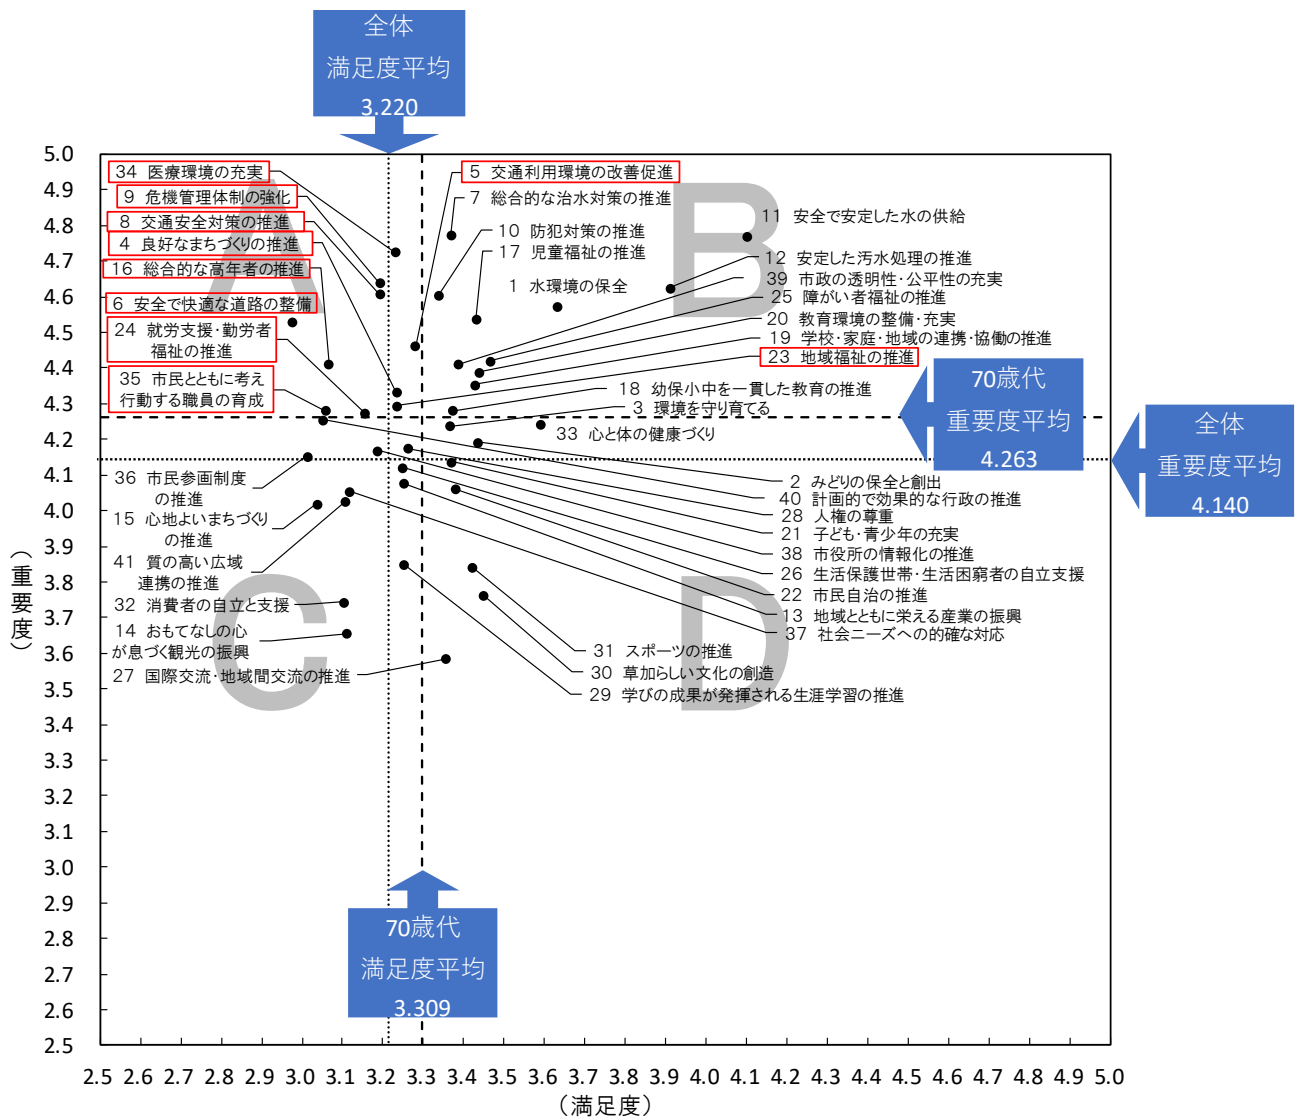 全体
満足度平均
3.220
5.0
4.9
4.8
4.7
4.6
4.5
4.4
4.3
4.2
4.1
4.0
3.9
3.8
3.7
3.6
3.5
3.4
3.3
3.2
3.1
3.0
2.9
2.8
2.7
2.6
2.5
(重要度)
A
34 医療環境の充実
9 危機管理体制の強化
8 交通安全対策の推進
4 良好なまちづくりの推進
16 総合的な高年者の推進
6 安全で快適な道路の整備
24 就労支援・勤労者
福祉の推進
35 市民とともに考え
行動する職員の育成
B
5 交通利用環境の改善促進
7 総合的な治水対策の推進
10 防犯対策の推進
17 児童福祉の推進
1 水環境の保全
11 安全で安定した水の供給
12 安定した汚水処理の推進
39 市政の透明性・公平性の充実
25 障がい者福祉の推進
20 教育環境の整備・充実
19 学校・家庭・地域の連携・協働の推進
23 地域福祉の推進
18 幼保小中を一貫した教育の推進
3 環境を守り育てる
33 心と体の健康づくり
70歳代
重要度平均
4.263
全体
重要度平均
4.140
C
36 市民参画制度
の推進
15 心地よいまちづくり
の推進
41 質の高い広域
連携の推進
32 消費者の自立と支援
14 おもてなしの心
が息づく観光の振興
27 国際交流・地域間交流の推進
D
2 みどりの保全と創出
40 計画的で効果的な行政の推進
28 人権の尊重
21 子ども・青少年の充実
38 市役所の情報化の推進
26 生活保護世帯・生活困窮者の自立支援
22 市民自治の推進
13 地域とともに栄える産業の振興
37 社会ニーズへの的確な対応
31 スポーツの推進
30 草加らしい文化の創造
29 学びの成果が発揮される生涯学習の推進
70歳代
満足度平均
3.309
2.5 2.6 2.7 2.8 2.9 3.0 3.1 3.2 3.3 3.4 3.5 3.6 3.7 3.8 3.9 4.0 4.1 4.2 4.3 4.4 4.5 4.6 4.7 4.8 4.9 5.0
(満足度)